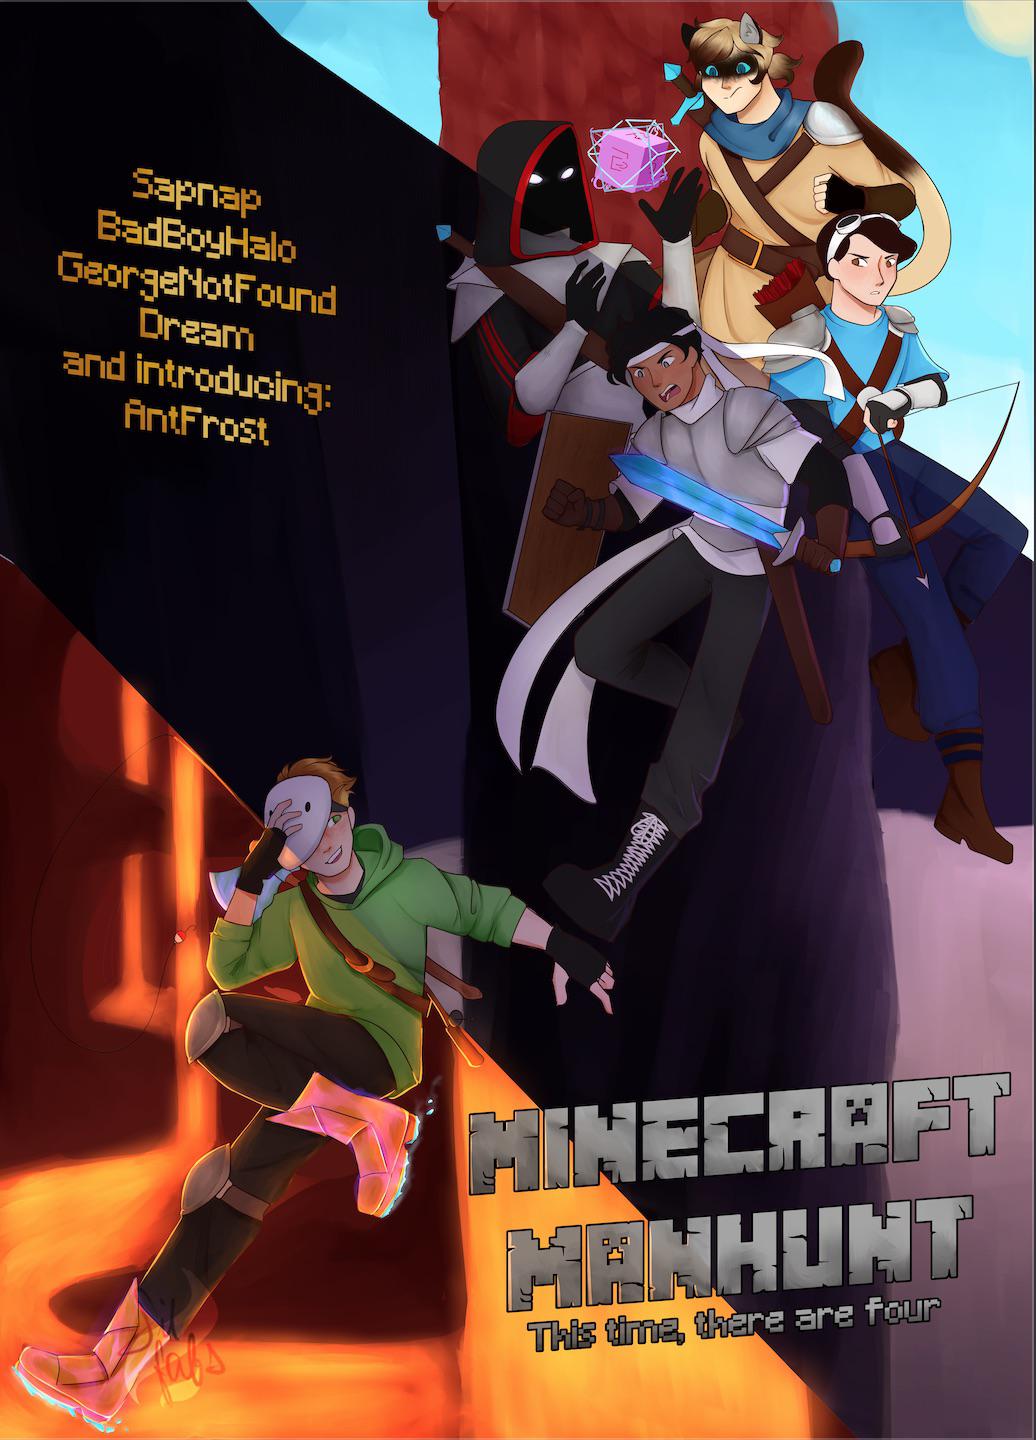 Sapnap
BadBoyHalo
GeorgeNotFound
Dream
and introducing:
AntFrost
MINECRAFT
MANHUNT
This time, there are four